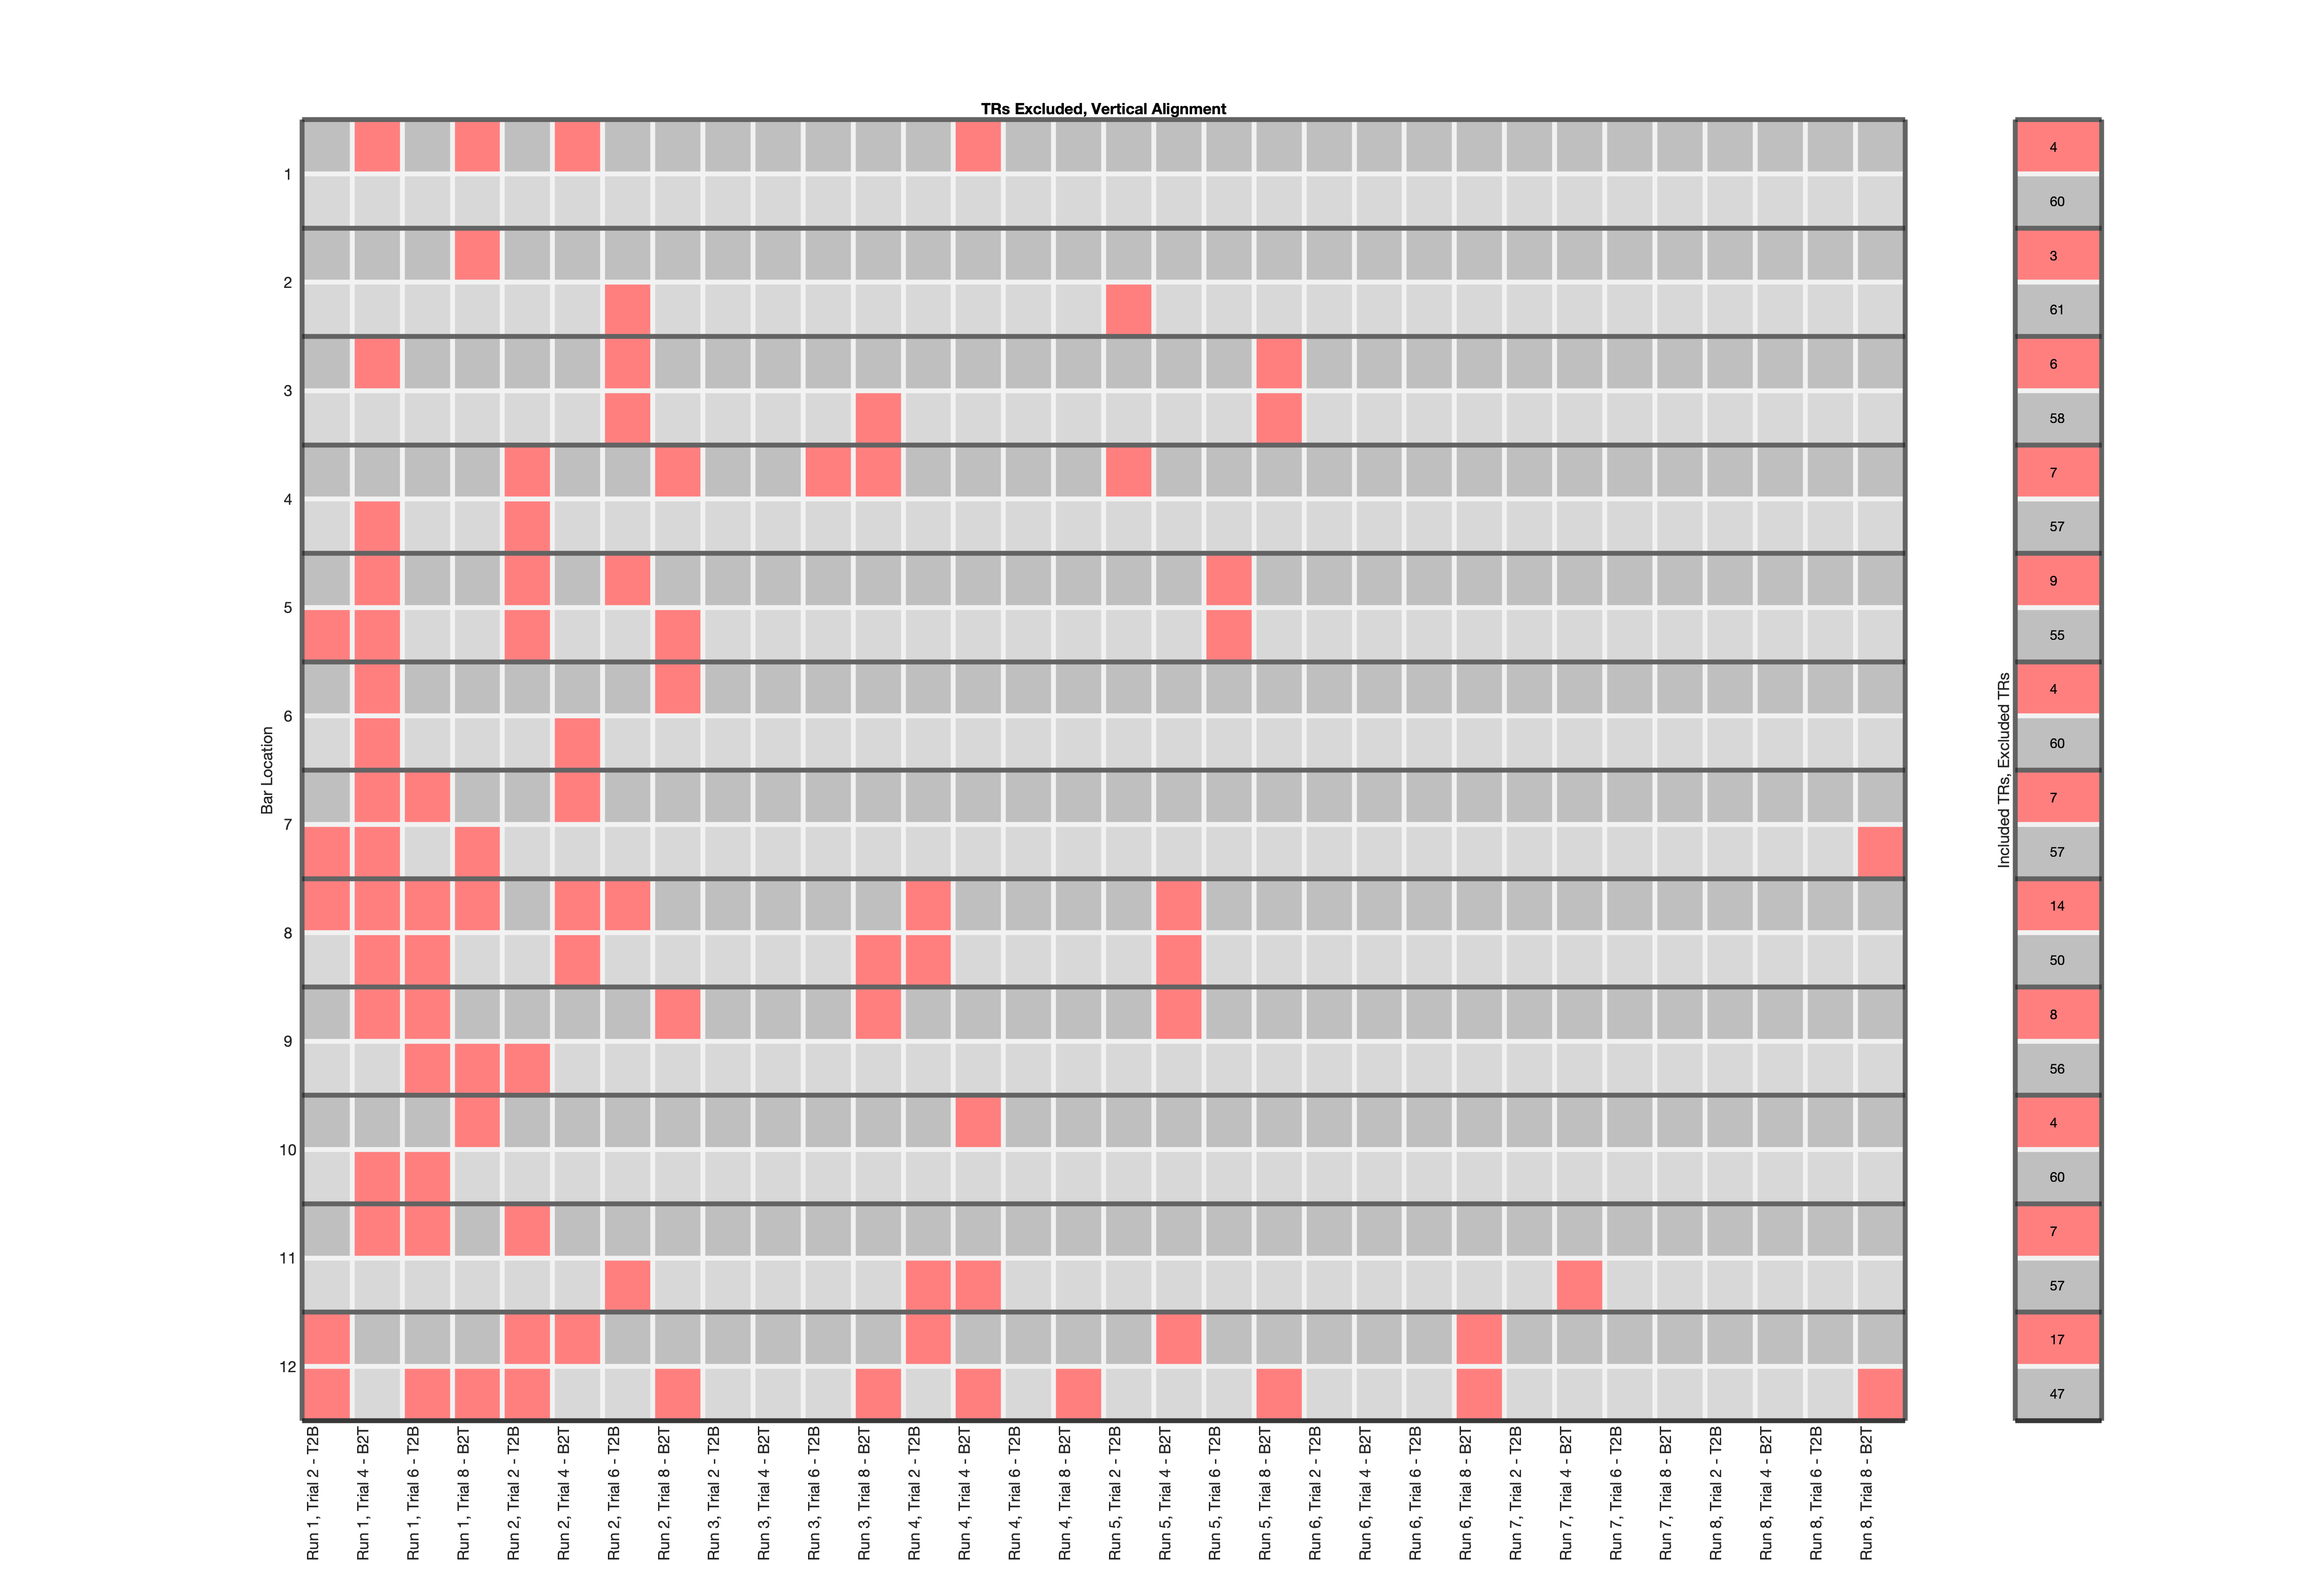 TRs Excluded, Vertical Alignment
Bar Location
1
2
3
4
5
6
7
8
9
10
11
12
Run 1, Trial 2 - T2B
Run 1, Trial 4 - B2T
Run 1, Trial 6 - T2B
Run 1, Trial 8 - B2T
Run 2, Trial 2 - T2B
Run 2, Trial 4 - B2T
Run 2, Trial 6 - T2B
Run 2, Trial 8 - B2T
Run 3, Trial 2 - T2B
Run 3, Trial 4 - B2T
Run 3, Trial 6 - T2B
Run 3, Trial 8 - B2T
Run 4, Trial 2 - T2B
Run 4, Trial 4 - B2T
Run 4, Trial 6 - T2B
Run 4, Trial 8 - B2T
Run 5, Trial 2 - T2B
Run 5, Trial 4 - B2T
Run 5, Trial 6 - T2B
Run 5, Trial 8 - B2T
Run 6, Trial 2 - T2B
Run 6, Trial 4 - B2T
Run 6, Trial 6 - T2B
Run 6, Trial 8 - B2T
Run 7, Trial 2 - T2B
Run 7, Trial 4 - B2T
Run 7, Trial 6 - T2B
Run 7, Trial 8 - B2T
Run 8, Trial 2 - T2B
Run 8, Trial 4 - B2T
Run 8, Trial 6 - T2B
Run 8, Trial 8 - B2T
Included TRs, Excluded TRs
4
60
3
61
6
58
7
57
9
55
4
60
7
57
14
50
8
56
4
60
7
57
17
47